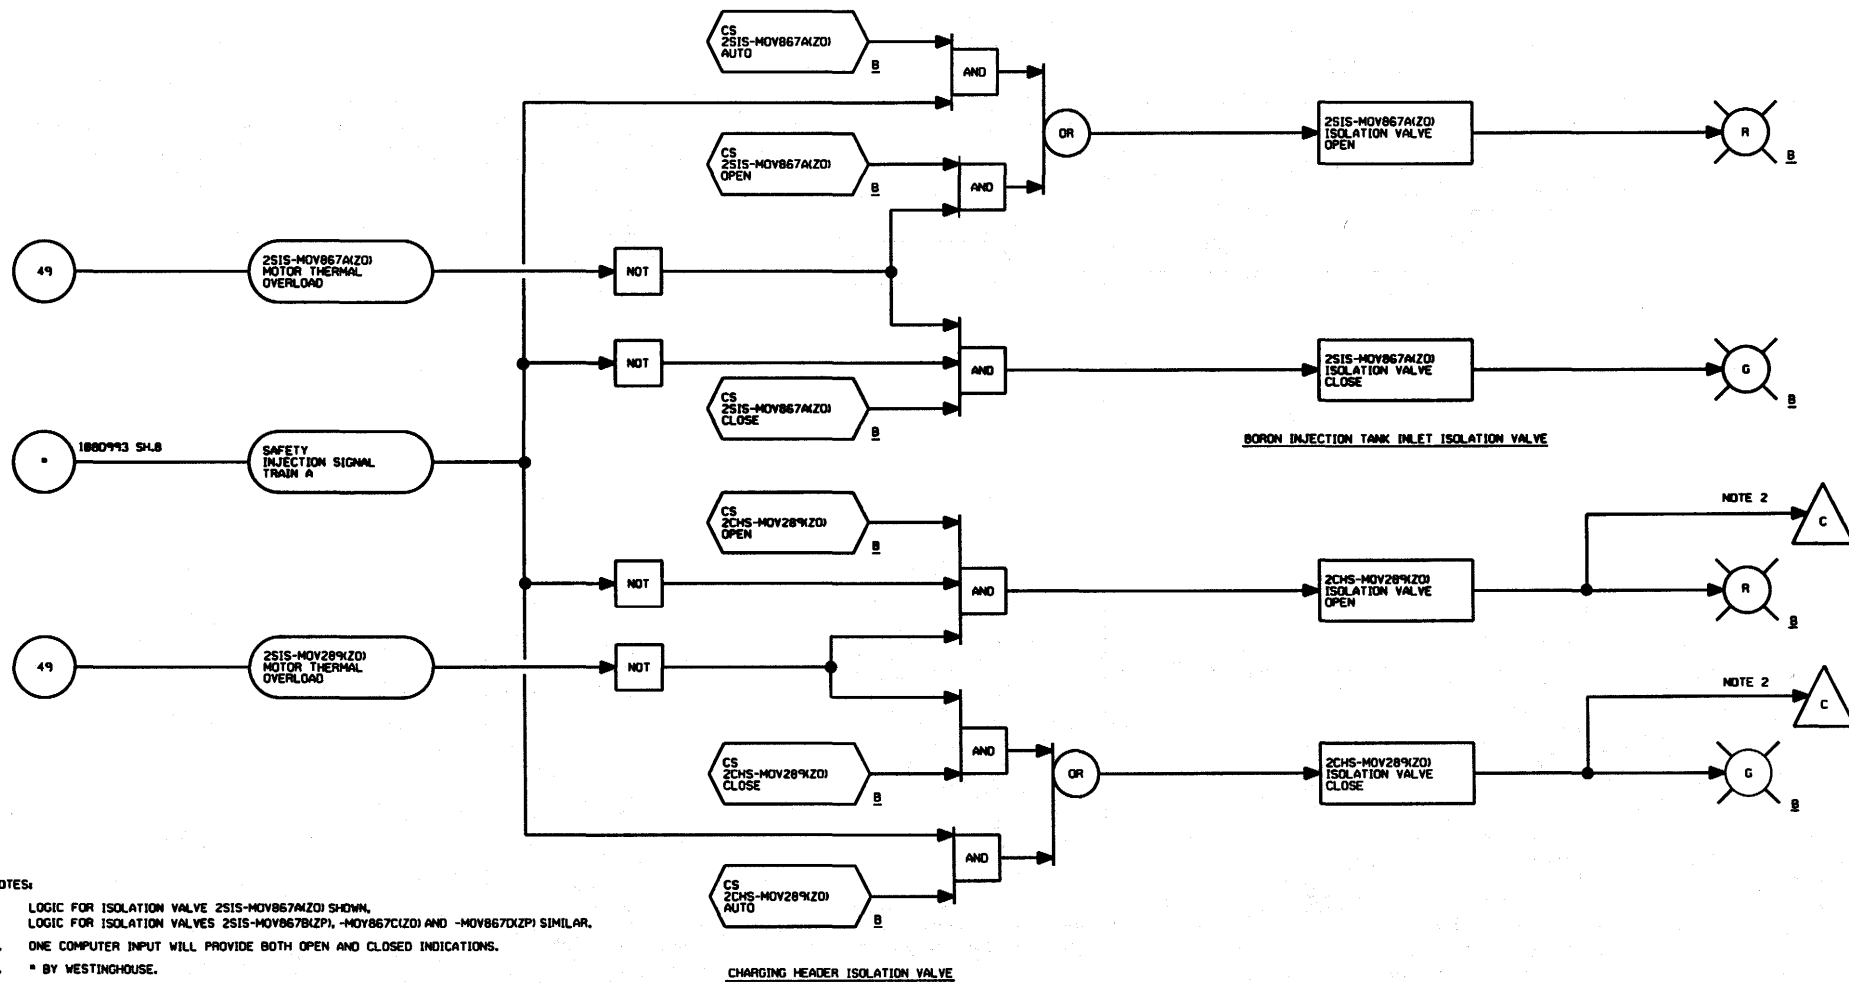 CS
2SIS-MOV867A(ZO)
AUTO
B
AND
CS
2SIS-MOV867A(ZO)
OPEN
B
AND
OR
2SIS-MOV867A(ZO)
ISOLATION VALVE
OPEN
R
B
49
2SIS-MOV867A(ZO)
MOTOR THERMAL
OVERLOAD
NOT
NOT
CS
2SIS-MOV867A(ZO)
CLOSE
B
AND
2SIS-MOV867A(ZO)
ISOLATION VALVE
CLOSE
G
B
BORON INJECTION TANK INLET ISOLATION VALVE
*
1880993 SH.8
SAFETY
INJECTION SIGNAL
TRAIN A
CS
2CHS-MOV289(ZO)
OPEN
B
NOT
AND
2CHS-MOV289(ZO)
ISOLATION VALVE
OPEN
NOTE 2
C
R
B
49
2SIS-MOV289(ZO)
MOTOR THERMAL
OVERLOAD
NOT
AND
CS
2CHS-MOV289(ZO)
CLOSE
B
OR
2CHS-MOV289(ZO)
ISOLATION VALVE
CLOSE
NOTE 2
C
G
B
AND
CS
2CHS-MOV289(ZO)
AUTO
B
OTES:
LOGIC FOR ISOLATION VALVE 2SIS-MOV867A(ZO) SHOWN,
LOGIC FOR ISOLATION VALVES 2SIS-MOV867B(ZP), -MOV867C(ZO) AND -MOV867D(ZP) SIMILAR.
. ONE COMPUTER INPUT WILL PROVIDE BOTH OPEN AND CLOSED INDICATIONS.
. * BY WESTINGHOUSE.
CHARGING HEADER ISOLATION VALVE